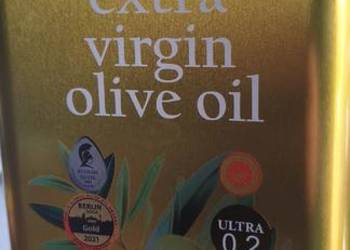 extra
virgin
olive oil
BERLIN
Gold
2021
ULTRA
0.2